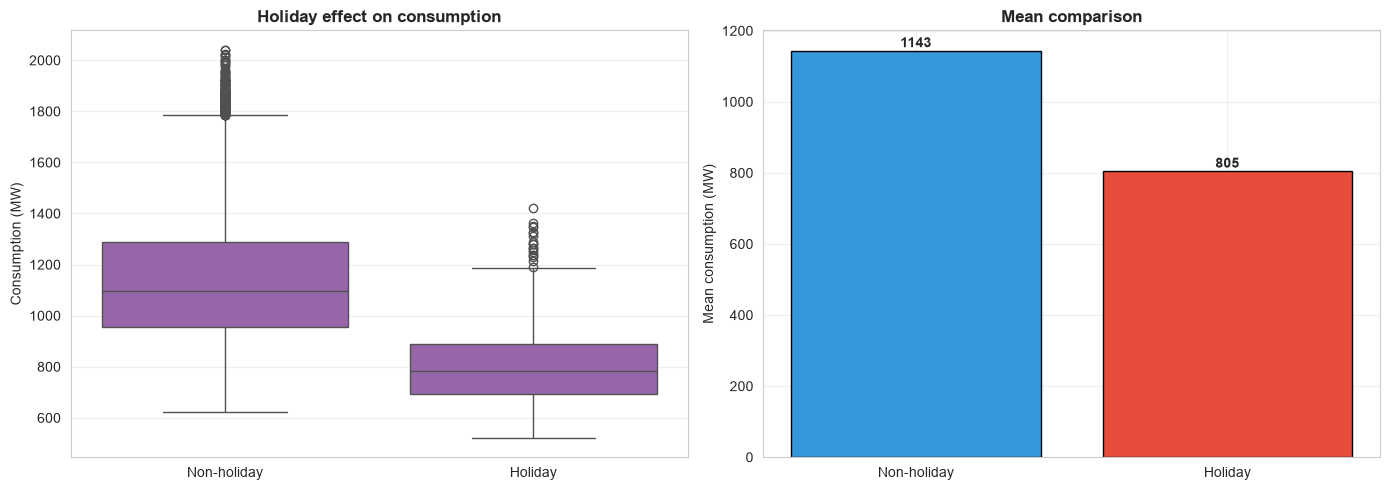 Holiday effect on consumption
Consumption (MW)
2000
1800
1600
1400
1200
1000
800
600
Non-holiday
Holiday
Mean comparison
Mean consumption (MW)
1200
1000
800
600
400
200
0
1143
805
Non-holiday
Holiday